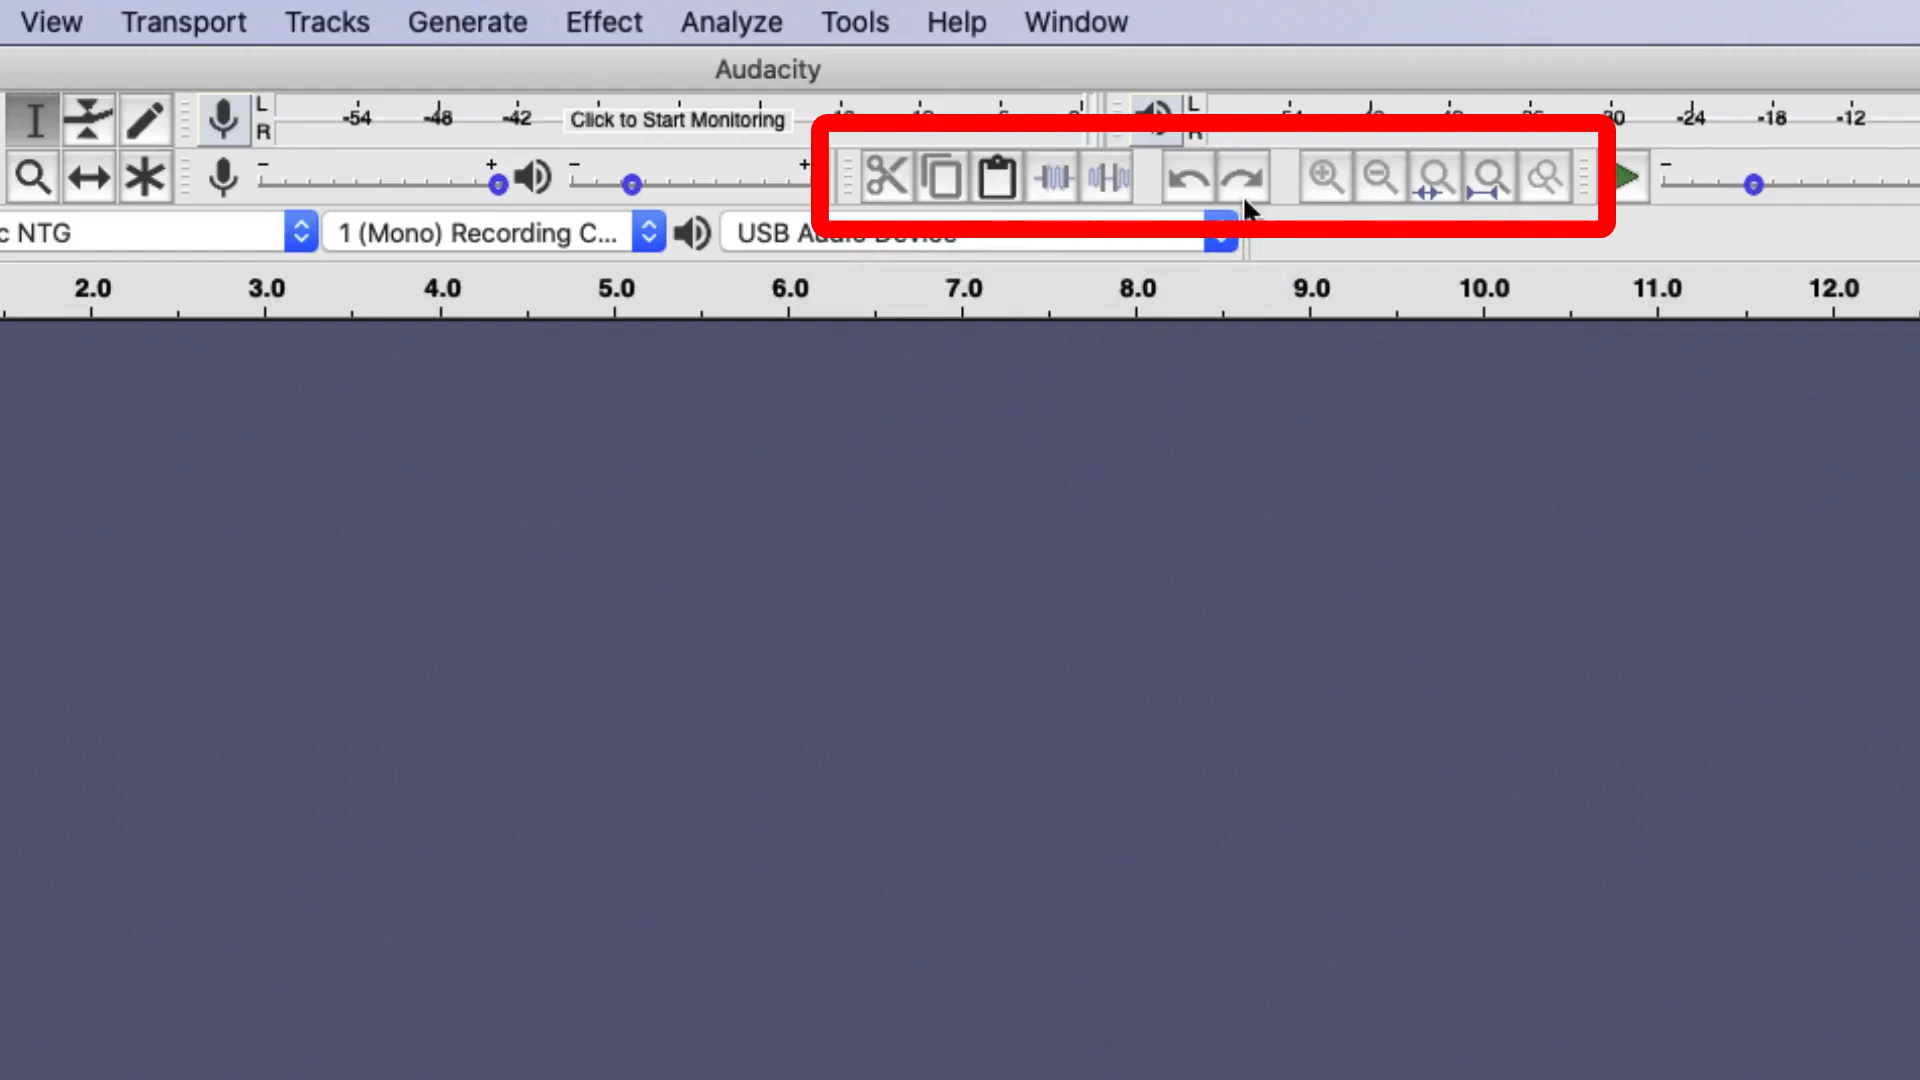 View Transport Tracks Generate Effect Analyze Tools Help Window
Audacity
L
R
-54 -48 -42 Click to Start Monitoring
L
R
-24 -18 -12
- + - + -
c NTG 1 (Mono) Recording C... USB Audio Device
2.0 3.0 4.0 5.0 6.0 7.0 8.0 9.0 10.0 11.0 12.0